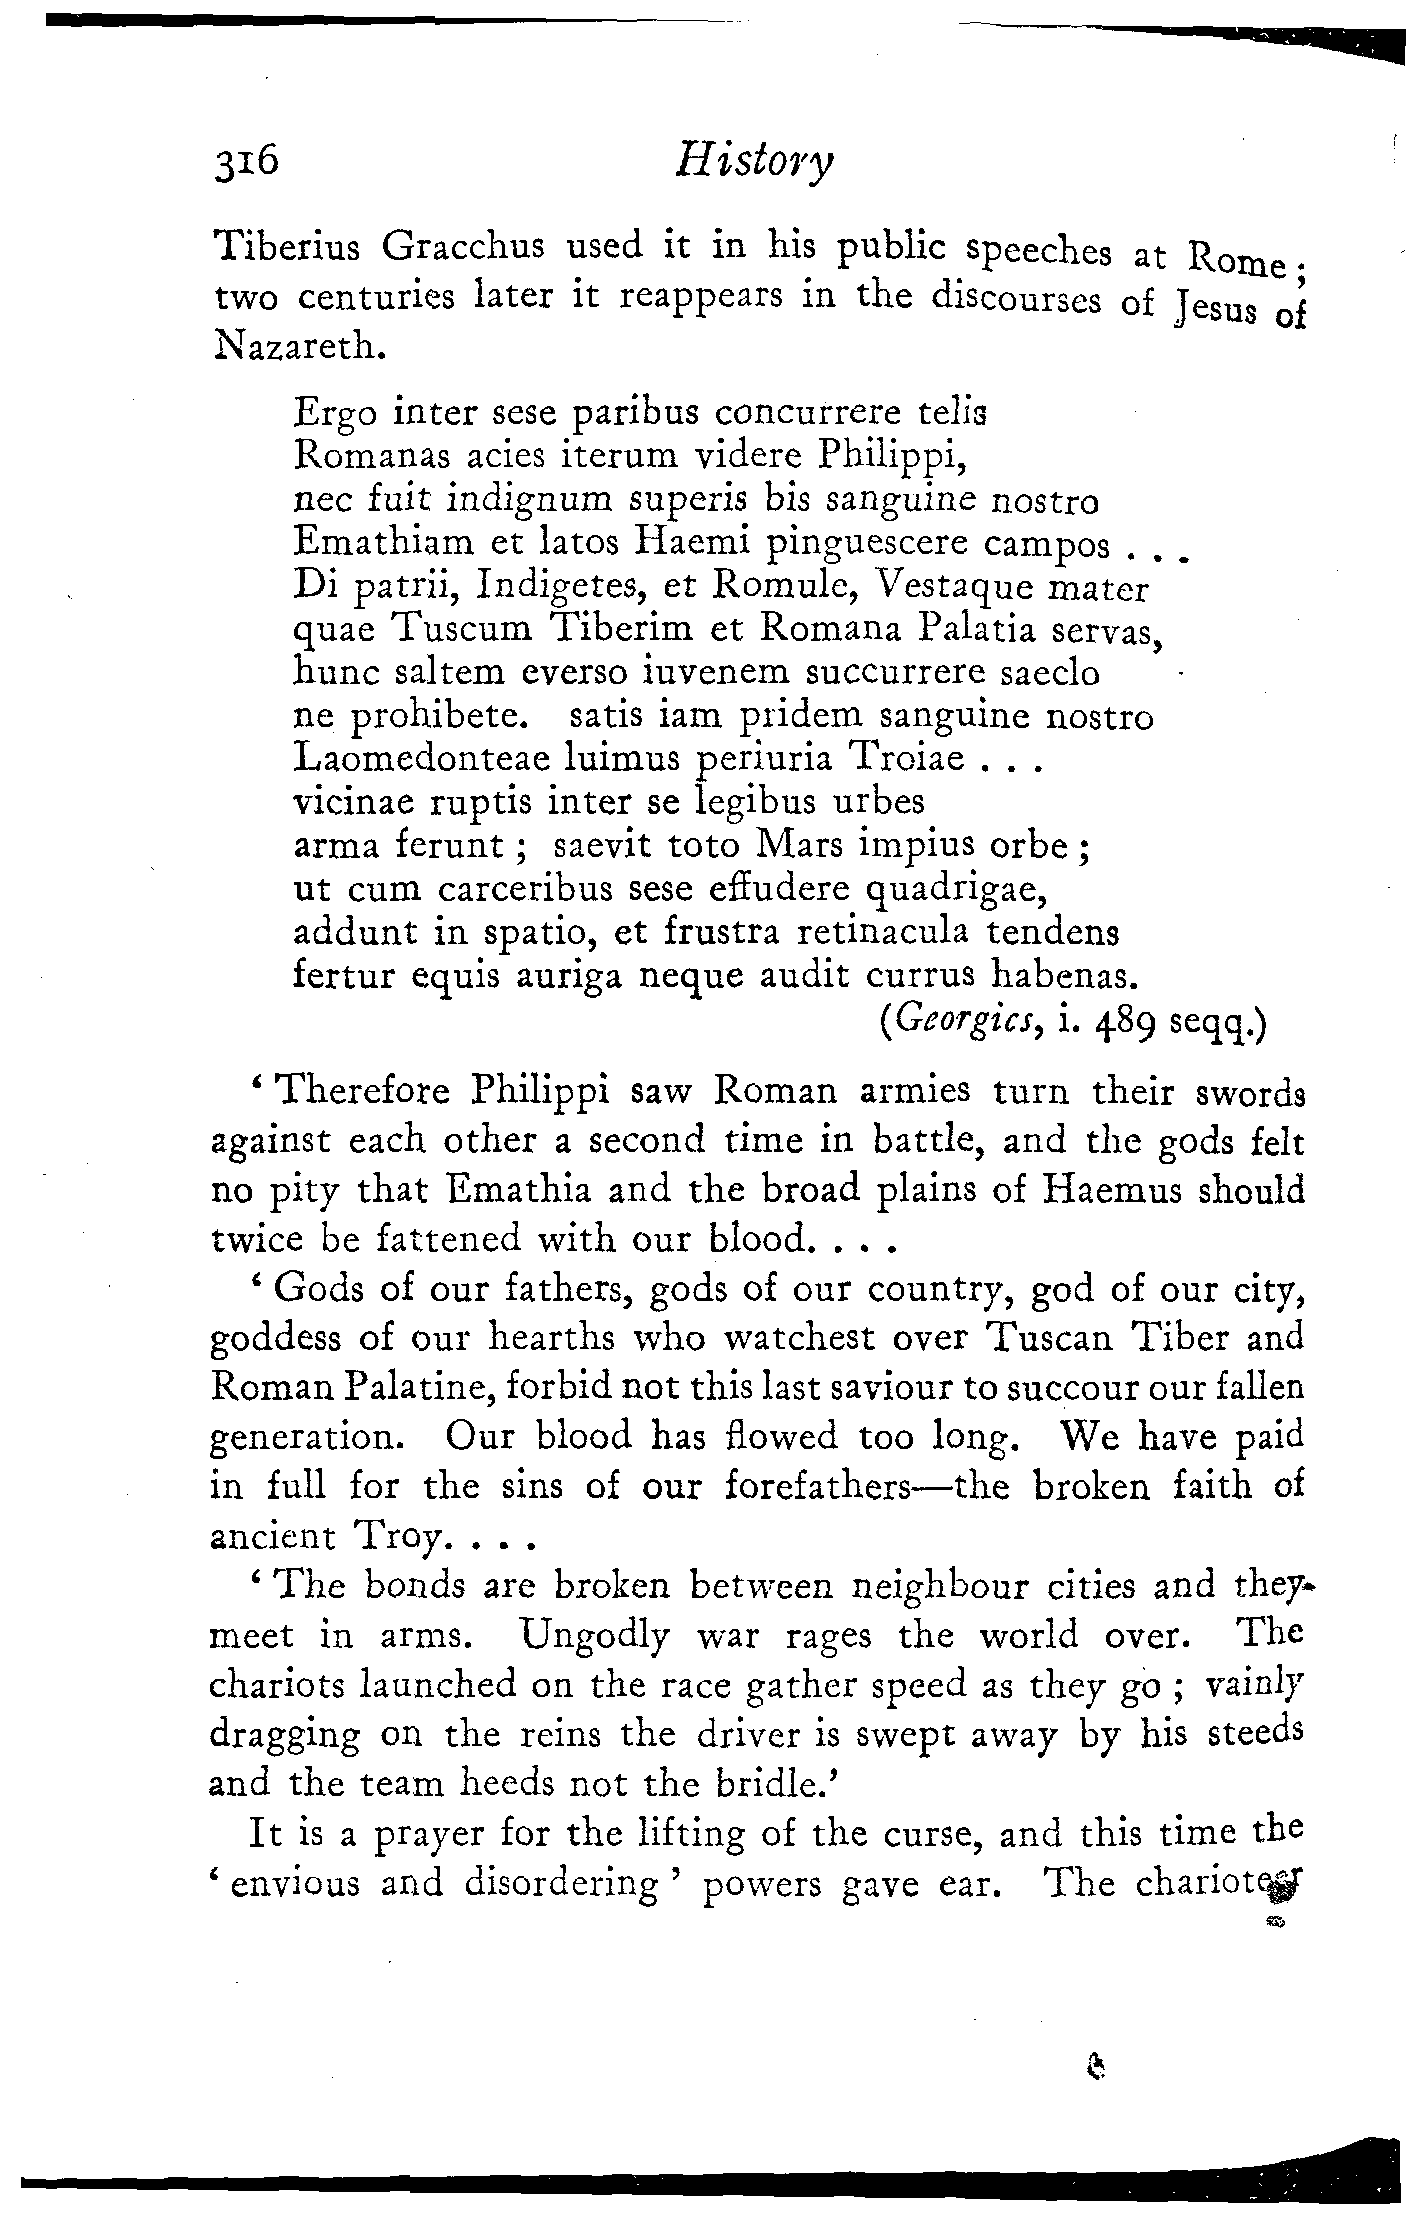 316 History
Tiberius Gracchus used it in his public speeches at Rome;
two centuries later it reappears in the discourses of Jesus of
Nazareth.
Ergo inter sese paribus concurrere telis
Romanas acies iterum videre Philippi,
nec fuit indignum superis bis sanguine nostro
Emathiam et latos Haemi pinguescere campos . . .
Di patrii, Indigetes, et Romule, Vestaque mater
quae Tuscum Tiberim et Romana Palatia servas,
hunc saltem everso iuvenem succurrere saeclo
ne prohibete. satis iam pridem sanguine nostro
Laomedonteae luimus periuria Troiae . . .
vicinae ruptis inter se legibus urbes
arma ferunt ; saevit toto Mars impius orbe ;
ut cum carceribus sese effudere quadrigae,
addunt in spatio, et frustra retinacula tendens
fertur equis auriga neque audit currus habenas.
(Georgics, i. 489 seqq.)
‘ Therefore Philippi saw Roman armies turn their swords
against each other a second time in battle, and the gods felt
no pity that Emathia and the broad plains of Haemus should
twice be fattened with our blood. . . .
‘ Gods of our fathers, gods of our country, god of our city,
goddess of our hearths who watchest over Tuscan Tiber and
Roman Palatine, forbid not this last saviour to succour our fallen
generation. Our blood has flowed too long. We have paid
in full for the sins of our forefathers—the broken faith of
ancient Troy. . . .
‘ The bonds are broken between neighbour cities and they
meet in arms. Ungodly war rages the world over. The
chariots launched on the race gather speed as they go ; vainly
dragging on the reins the driver is swept away by his steeds
and the team heeds not the bridle.’
It is a prayer for the lifting of the curse, and this time the
‘ envious and disordering ’ powers gave ear. The charioteer